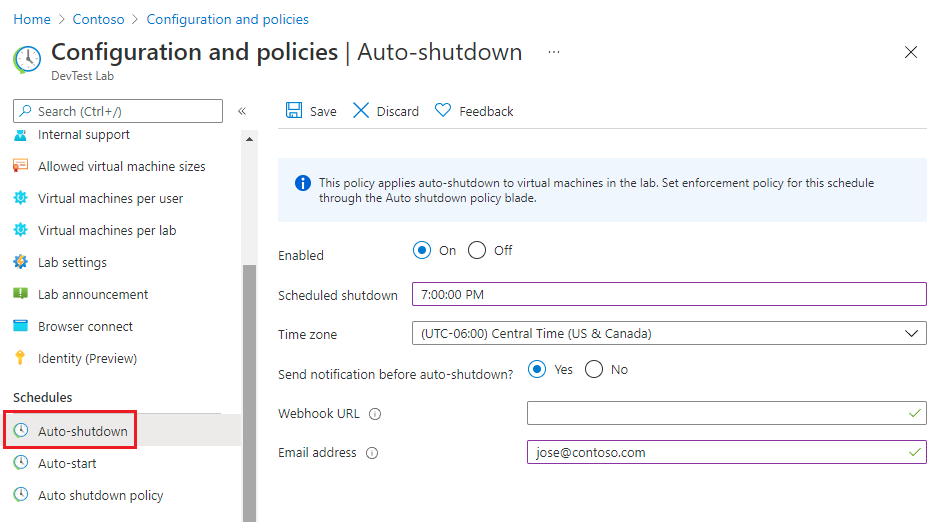 Home > Contoso > Configuration and policies
Configuration and policies | Auto-shutdown ...
DevTest Lab
Search (Ctrl+/)
«
Save Discard Feedback
Internal support
Allowed virtual machine sizes
Virtual machines per user
Virtual machines per lab
Lab settings
Lab announcement
Browser connect
Identity (Preview)
Schedules
Auto-shutdown
Auto-start
Auto shutdown policy
This policy applies auto-shutdown to virtual machines in the lab. Set enforcement policy for this schedule
through the Auto shutdown policy blade.
Enabled On Off
Scheduled shutdown 7:00:00 PM
Time zone (UTC-06:00) Central Time (US & Canada)
Send notification before auto-shutdown? Yes No
Webhook URL
Email address jose@contoso.com